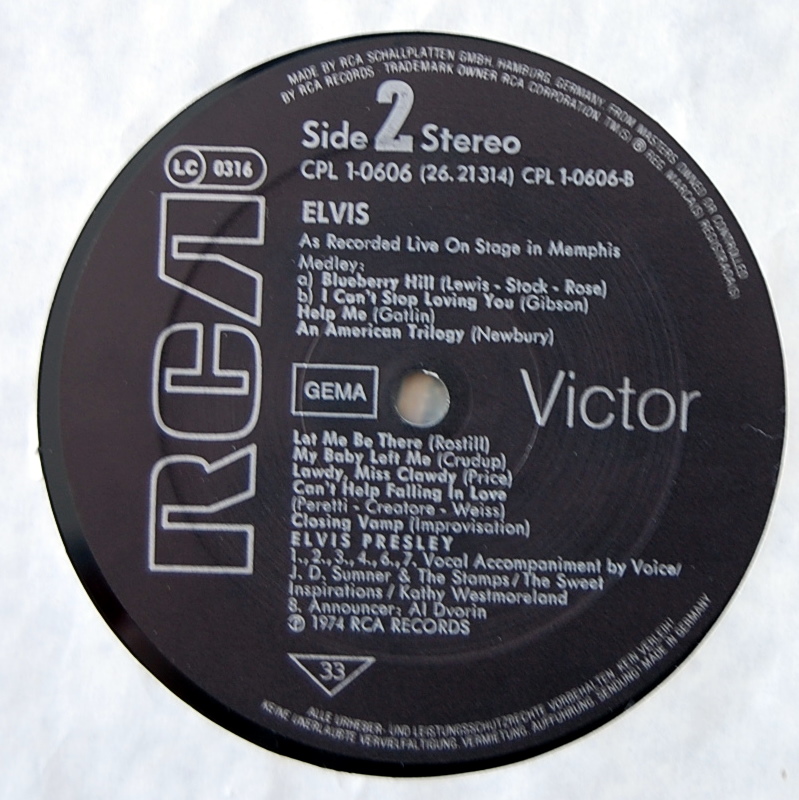 MADE BY RCA SCHALLPLATTEN GMBH, HAMBURG, GERMANY, FROM MASTERS OWNED OR CONTROLLED
BY RCA RECORDS TRADEMARK OWNER RCA CORPORATION. TM(S) ® REG. MARCA(S) REGISTRADA(S)
Side 2 Stereo
LC 0316
CPL 1-0606 (26.21314) CPL 1-0606-B
ELVIS
As Recorded Live On Stage in Memphis
Medley:
a) Blueberry Hill (Lewis - Stock - Rose)
b) I Can't Stop Loving You (Gibson)
Help Me (Gatlin)
An American Trilogy (Newbury)
RCA
GEMA
Victor
Let Me Be There (Rostill)
My Baby Left Me (Crudup)
Lawdy, Miss Clawdy (Price)
Can't Help Falling In Love
(Peretti - Creatore - Weiss)
Closing Vamp (Improvisation)
ELVIS PRESLEY
1., 2., 3., 4., 6., 7. Vocal Accompaniment by Voice/
J. D. Sumner & The Stamps/The Sweet
Inspirations/Kathy Westmoreland
8. Announcer: Al Dvorin
℗ 1974 RCA RECORDS
33
ALLE URHEBER- UND LEISTUNGSSCHUTZRECHTE VORBEHALTEN. KEIN VERLEIH!
KEINE UNERLAUBTE VERVIELFÄLTIGUNG, VERMIETUNG, AUFFÜHRUNG, SENDUNG! MADE IN GERMANY